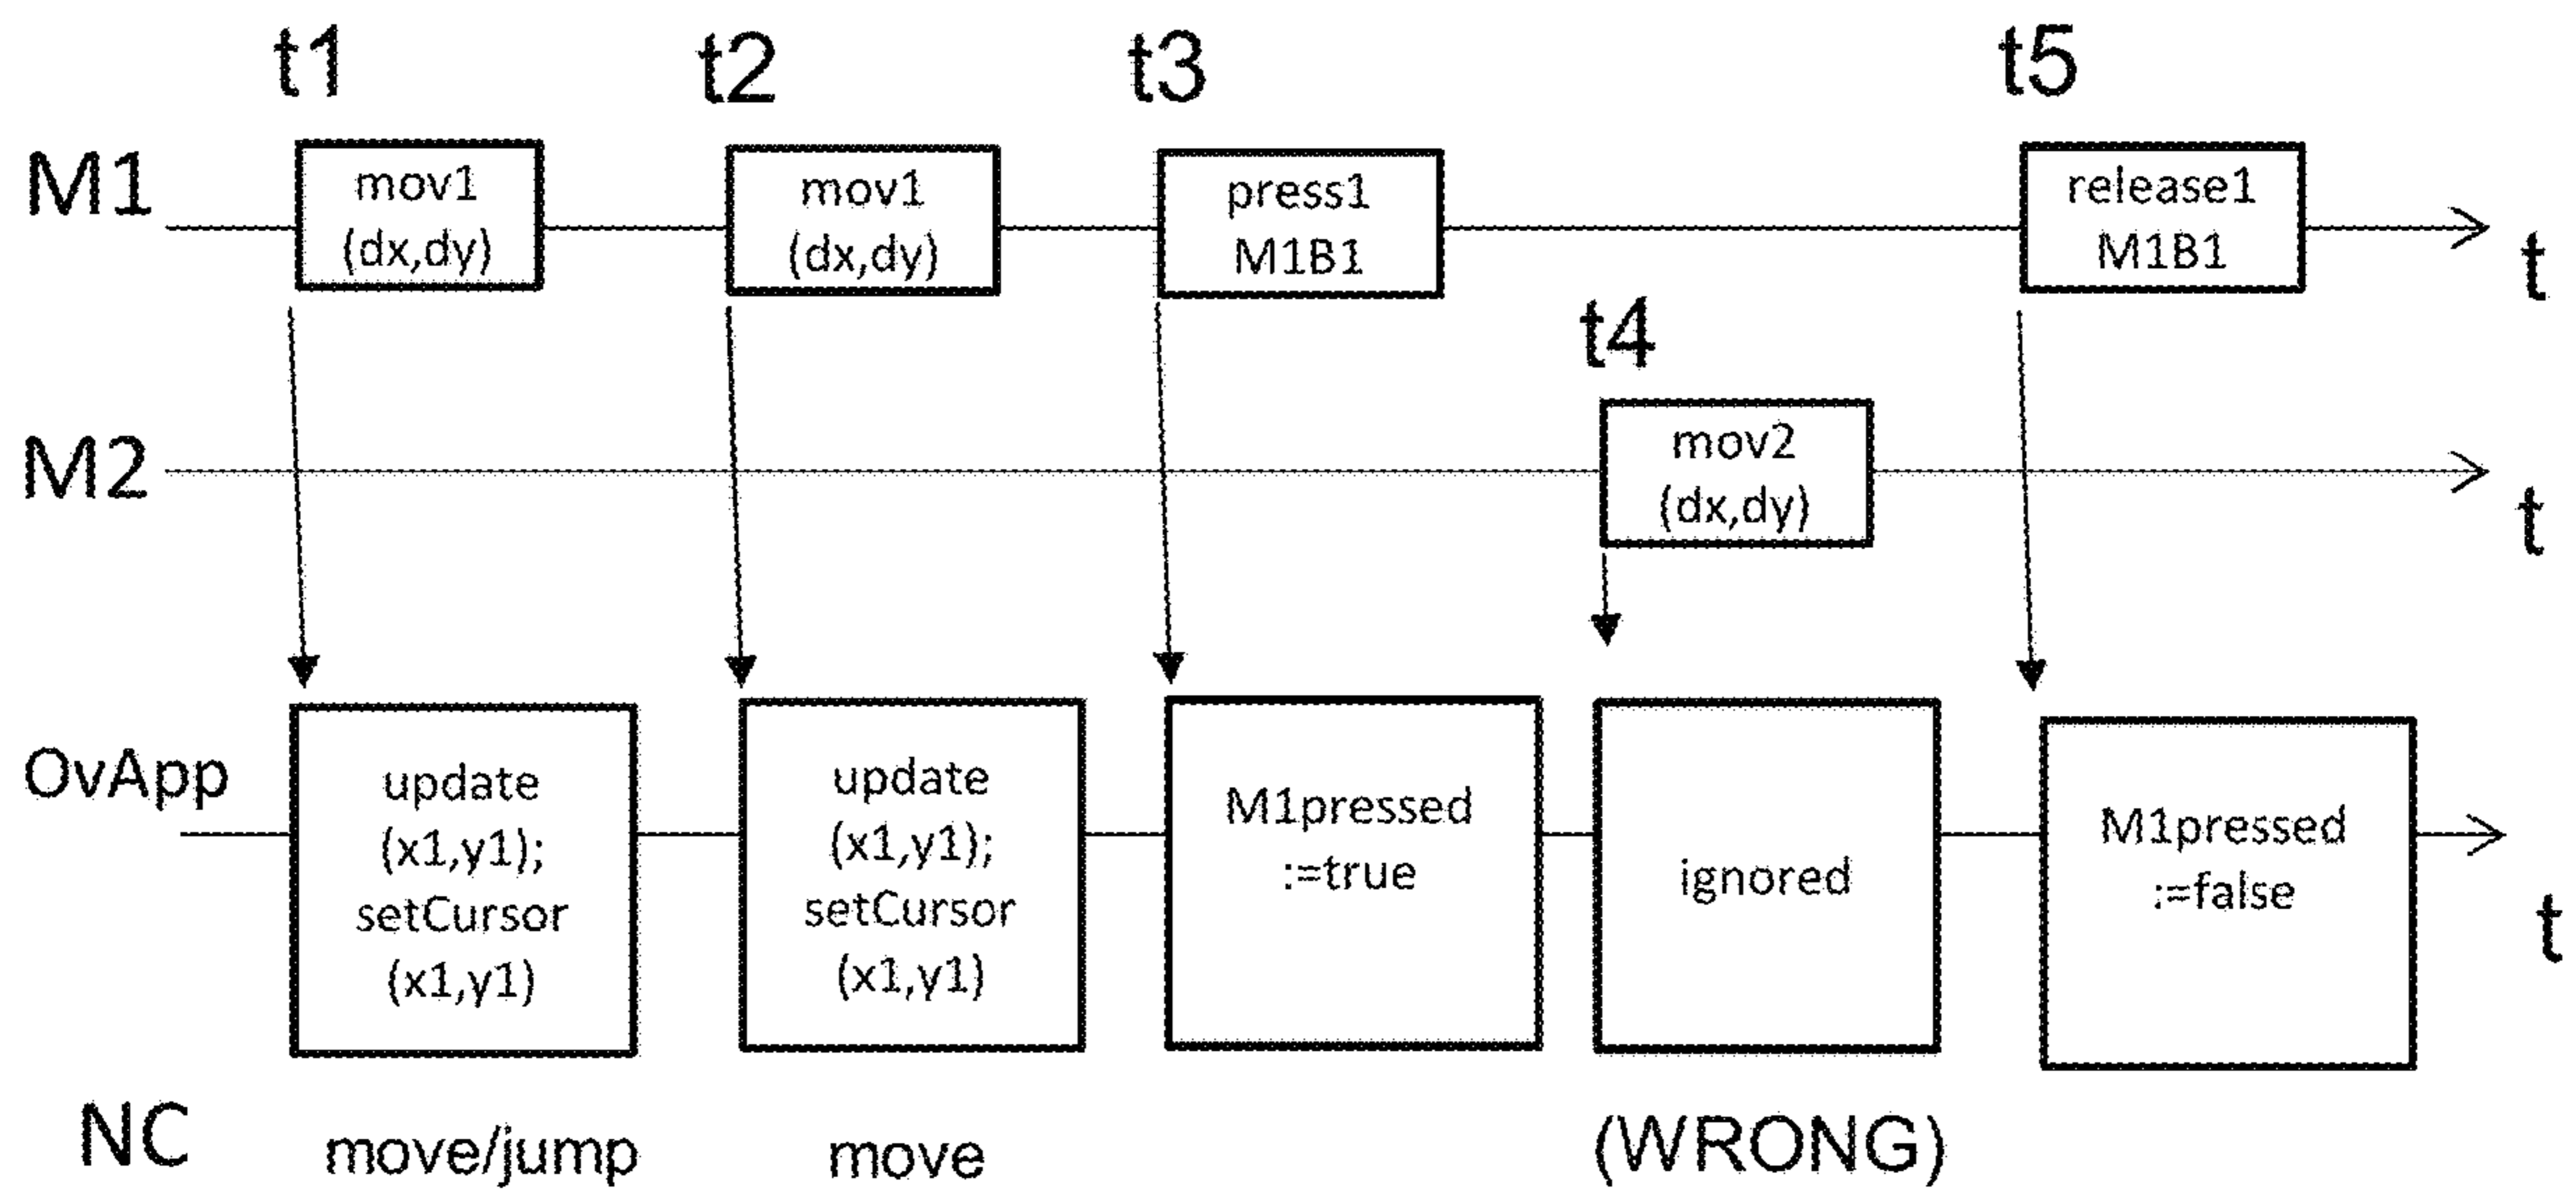 t1
t2
t3
t5
M1
mov1
(dx,dy)
mov1
(dx,dy)
press1
M1B1
release1
M1B1
t
t4
M2
mov2
(dx,dy)
t
OvApp
update
(x1,y1);
setCursor
(x1,y1)
update
(x1,y1);
setCursor
(x1,y1)
M1pressed
:=true
ignored
M1pressed
:=false
t
NC
move/jump
move
(WRONG)